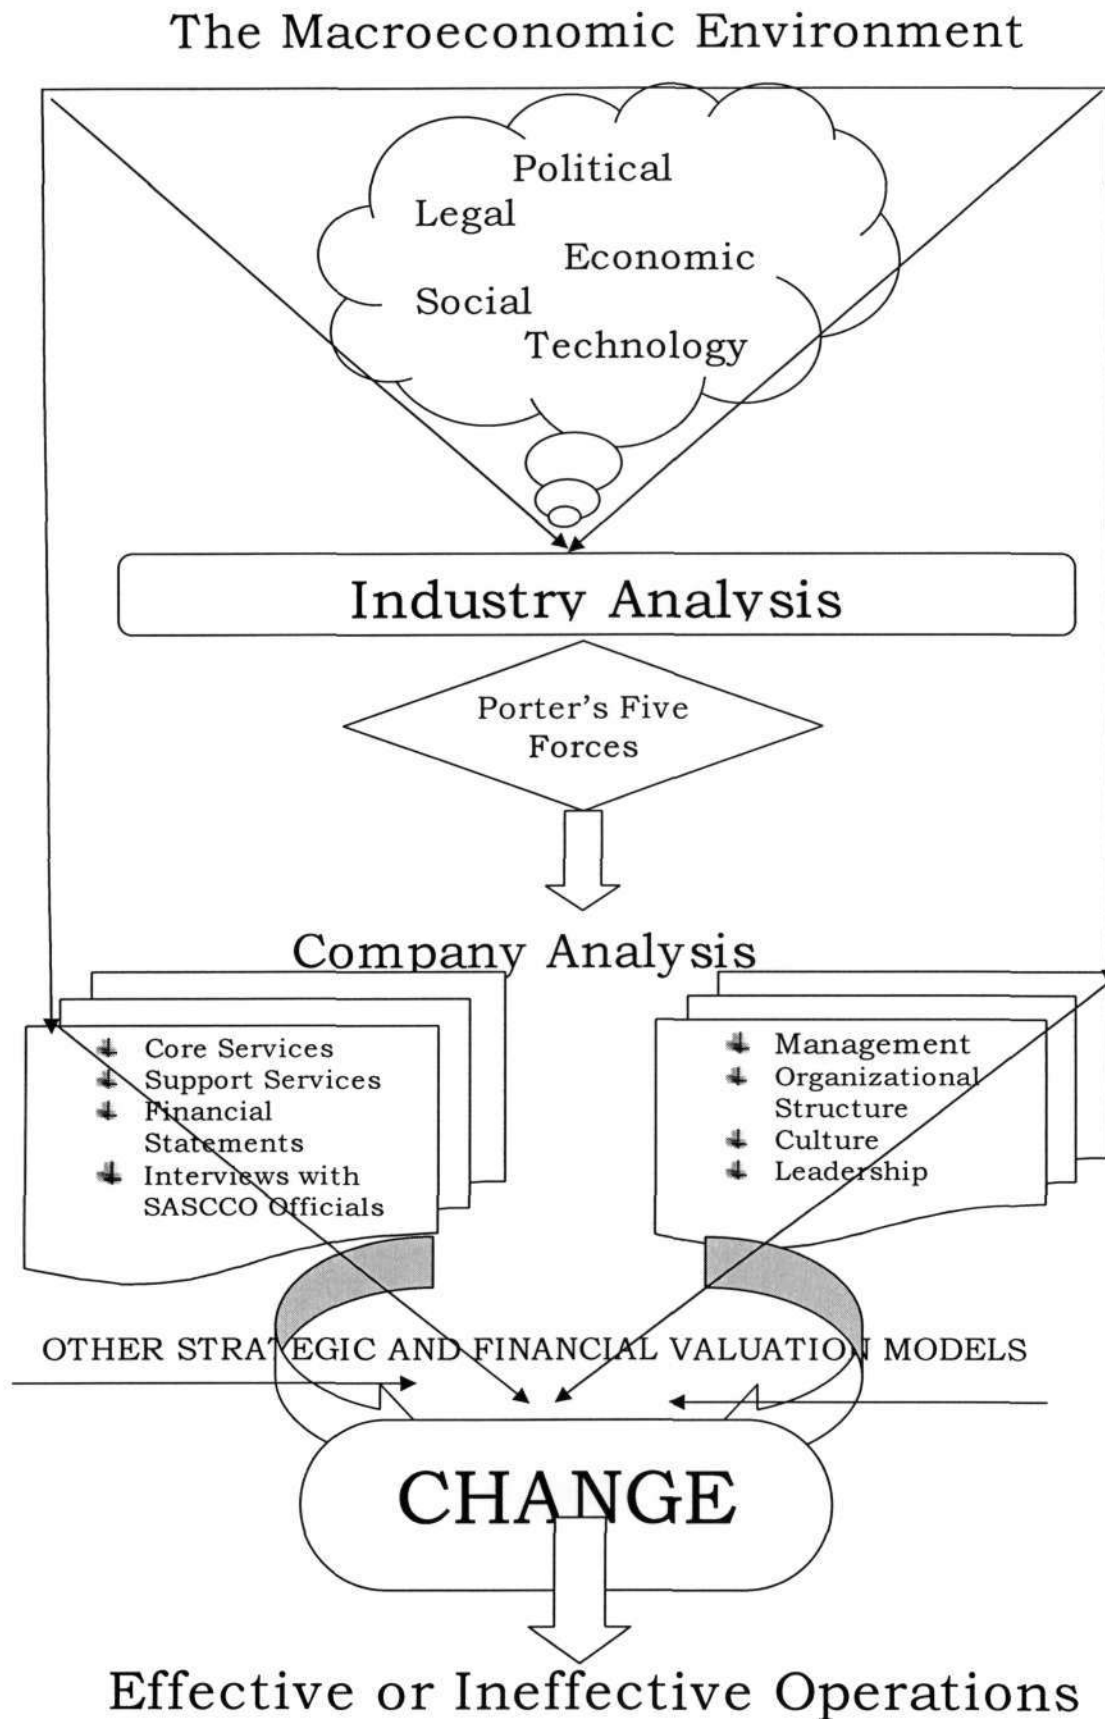 The Macroeconomic Environment
Political
Legal
Economic
Social
Technology
Industry Analysis
Porter's Five
Forces
Company Analysis
Core Services
Support Services
Financial
Statements
Interviews with
SASCCO Officials
Management
Organizational
Structure
Culture
Leadership
OTHER STRATEGIC AND FINANCIAL VALUATION MODELS
CHANGE
Effective or Ineffective Operations